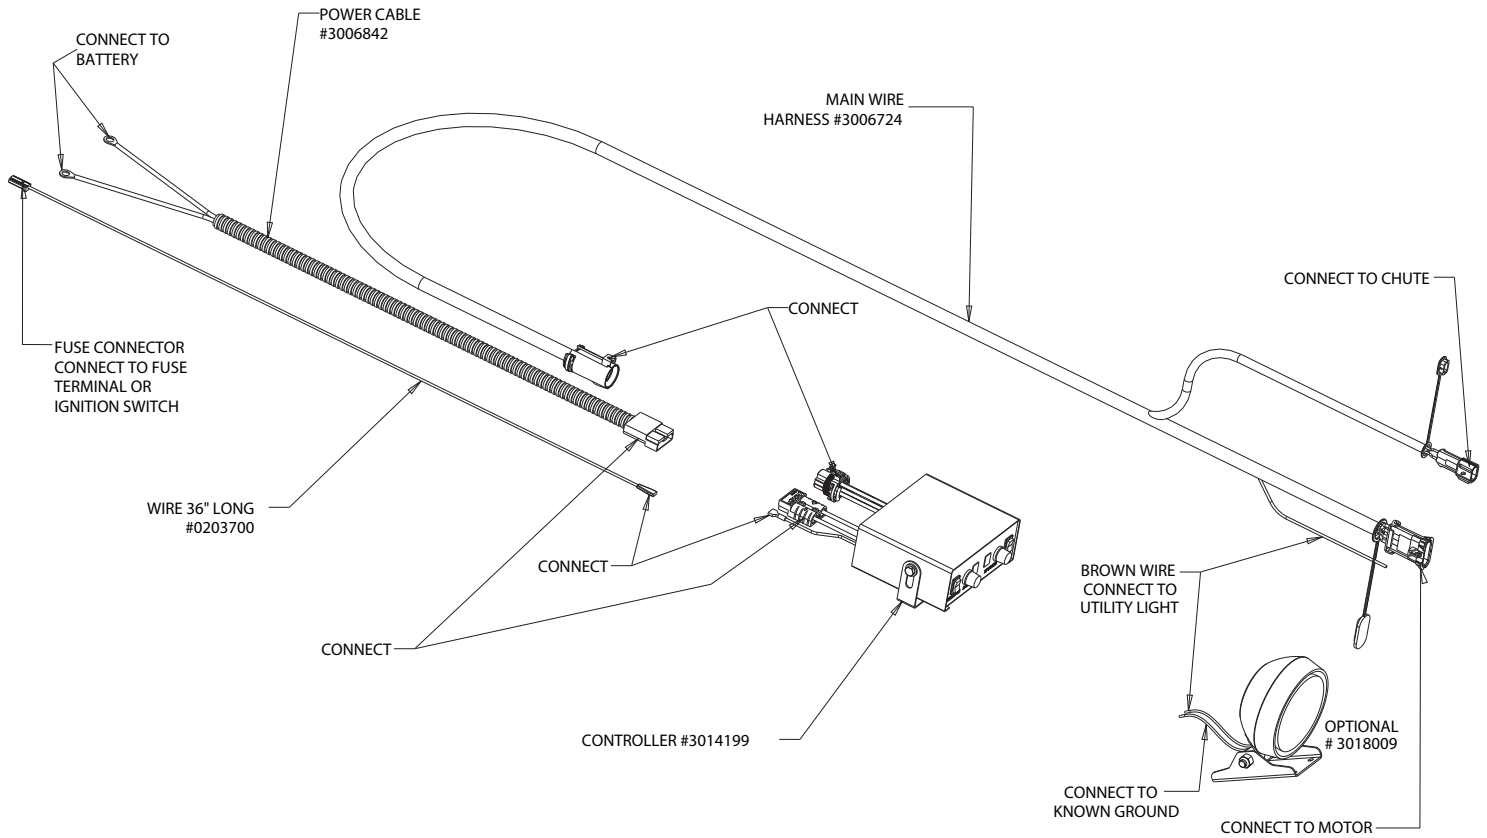 POWER CABLE
#3006842
CONNECT TO
BATTERY
MAIN WIRE
HARNESS #3006724
CONNECT TO CHUTE
CONNECT
FUSE CONNECTOR
CONNECT TO FUSE
TERMINAL OR
IGNITION SWITCH
WIRE 36" LONG
#0203700
CONNECT
BROWN WIRE
CONNECT TO
UTILITY LIGHT
CONNECT
CONTROLLER #3014199
OPTIONAL
# 3018009
CONNECT TO
KNOWN GROUND
CONNECT TO MOTOR